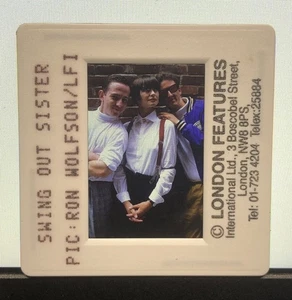 SWING OUT SISTER
PIC: RON WOLFSON/LFI
© LONDON FEATURES
International Ltd., 3 Boscobel Street,
London, NW8 8PS,
Tel: 01-723 4204 Telex:25884